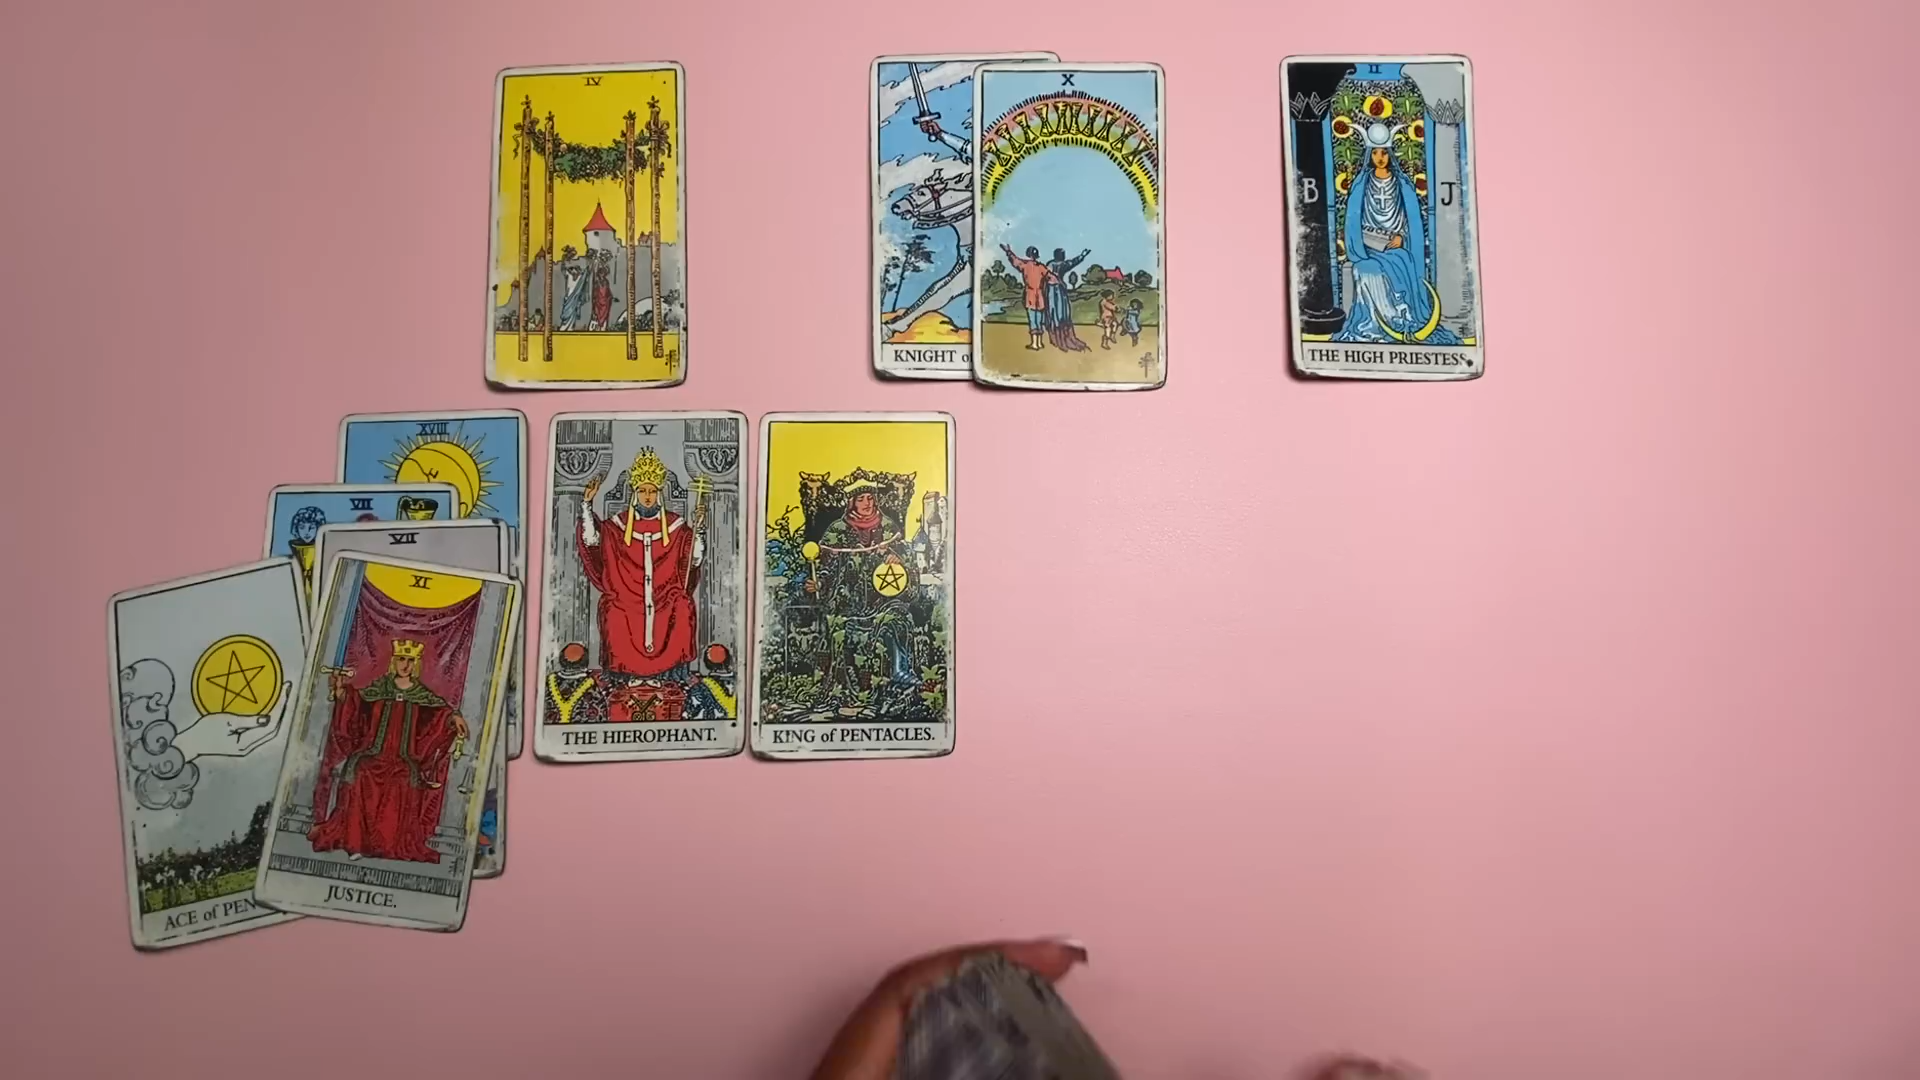 IV
KNIGHT of
X
II
B
J
THE HIGH PRIESTESS.
XVIII
VII
VII
XI
ACE of PEN
JUSTICE.
V
THE HIEROPHANT.
KING of PENTACLES.